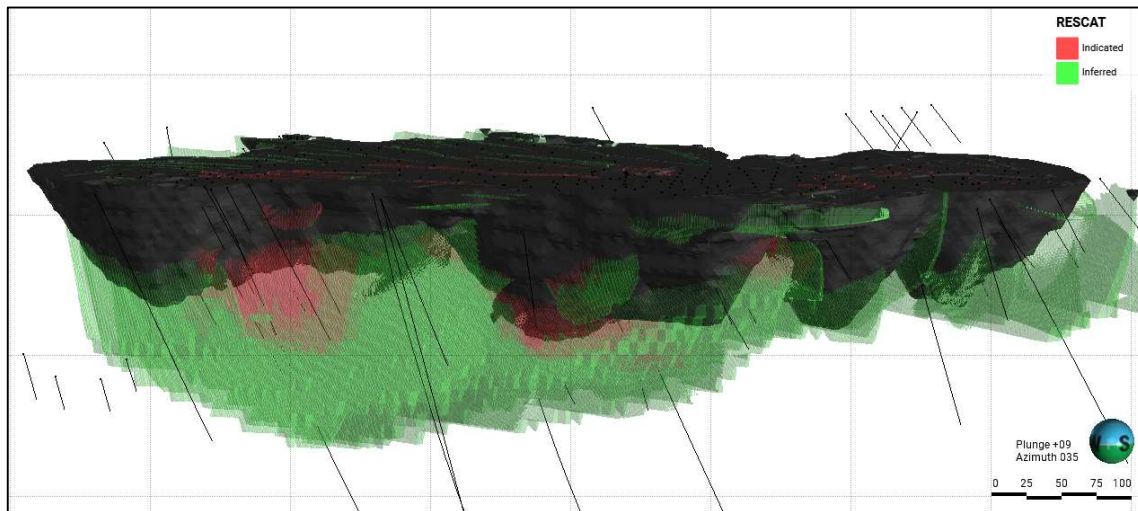 RESCAT
Indicated
Inferred
Plunge +09
Azimuth 035
W S
0 25 50 75 100